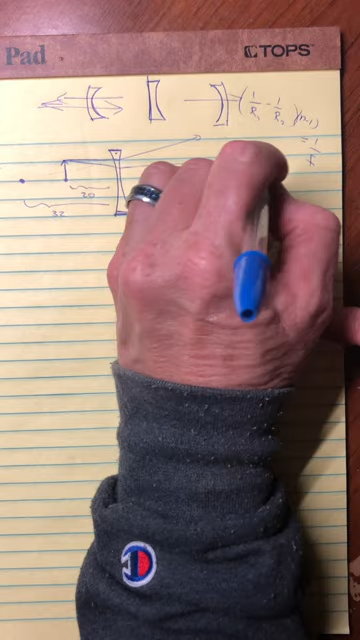 Pad TOPS
(1/R₁ - 1/R₂)(n-1)
= 1/f
20
32